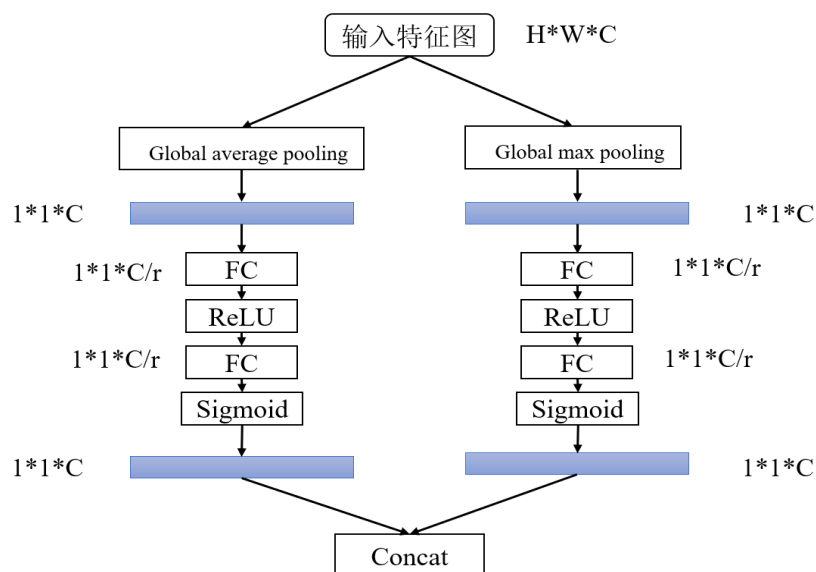 输入特征图 H*W*C
Global average pooling
Global max pooling
1*1*C
1*1*C
1*1*C/r
FC
FC
1*1*C/r
ReLU
ReLU
1*1*C/r
FC
FC
1*1*C/r
Sigmoid
Sigmoid
1*1*C
1*1*C
Concat